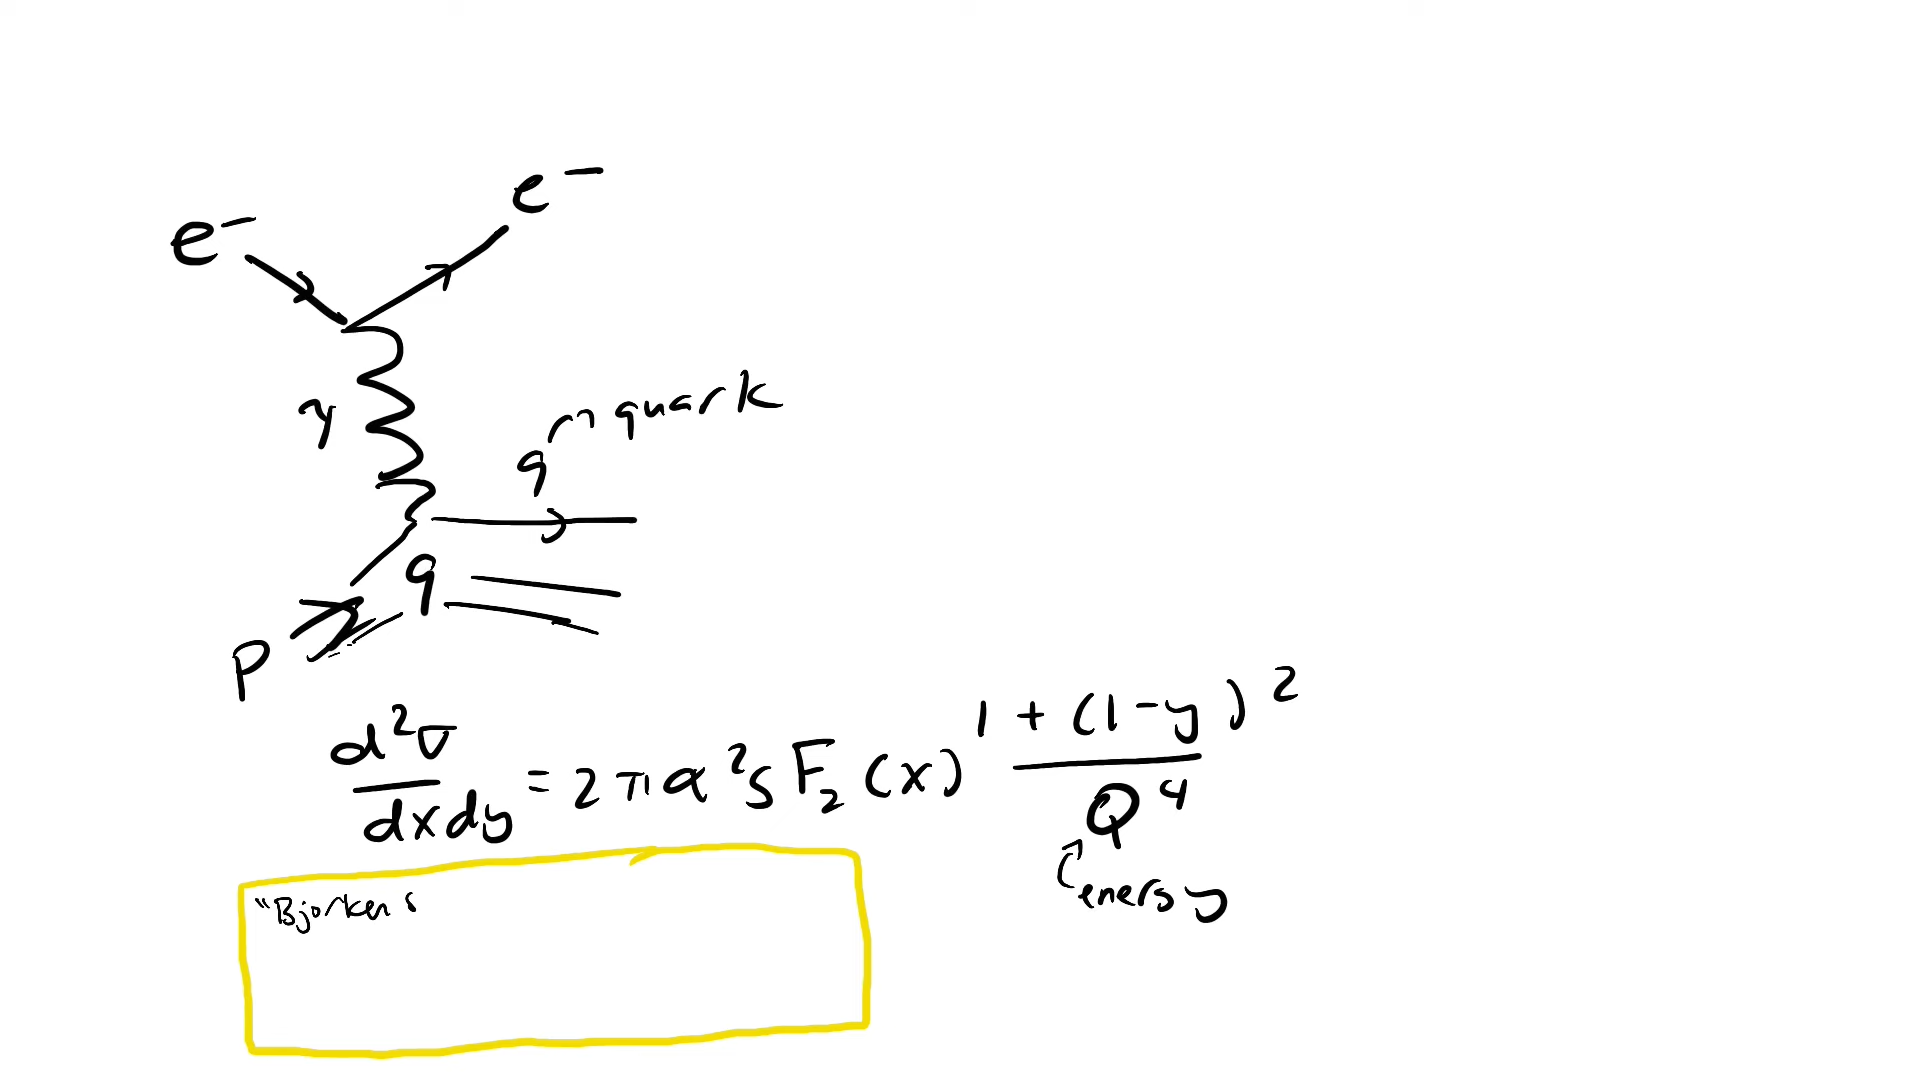 e⁻
e⁻
γ
q
quark
q
p
d²σ/dxdy = 2πα²s F₂(x) 1 + (1-y)² / Q⁴
energy
"Bjorken s